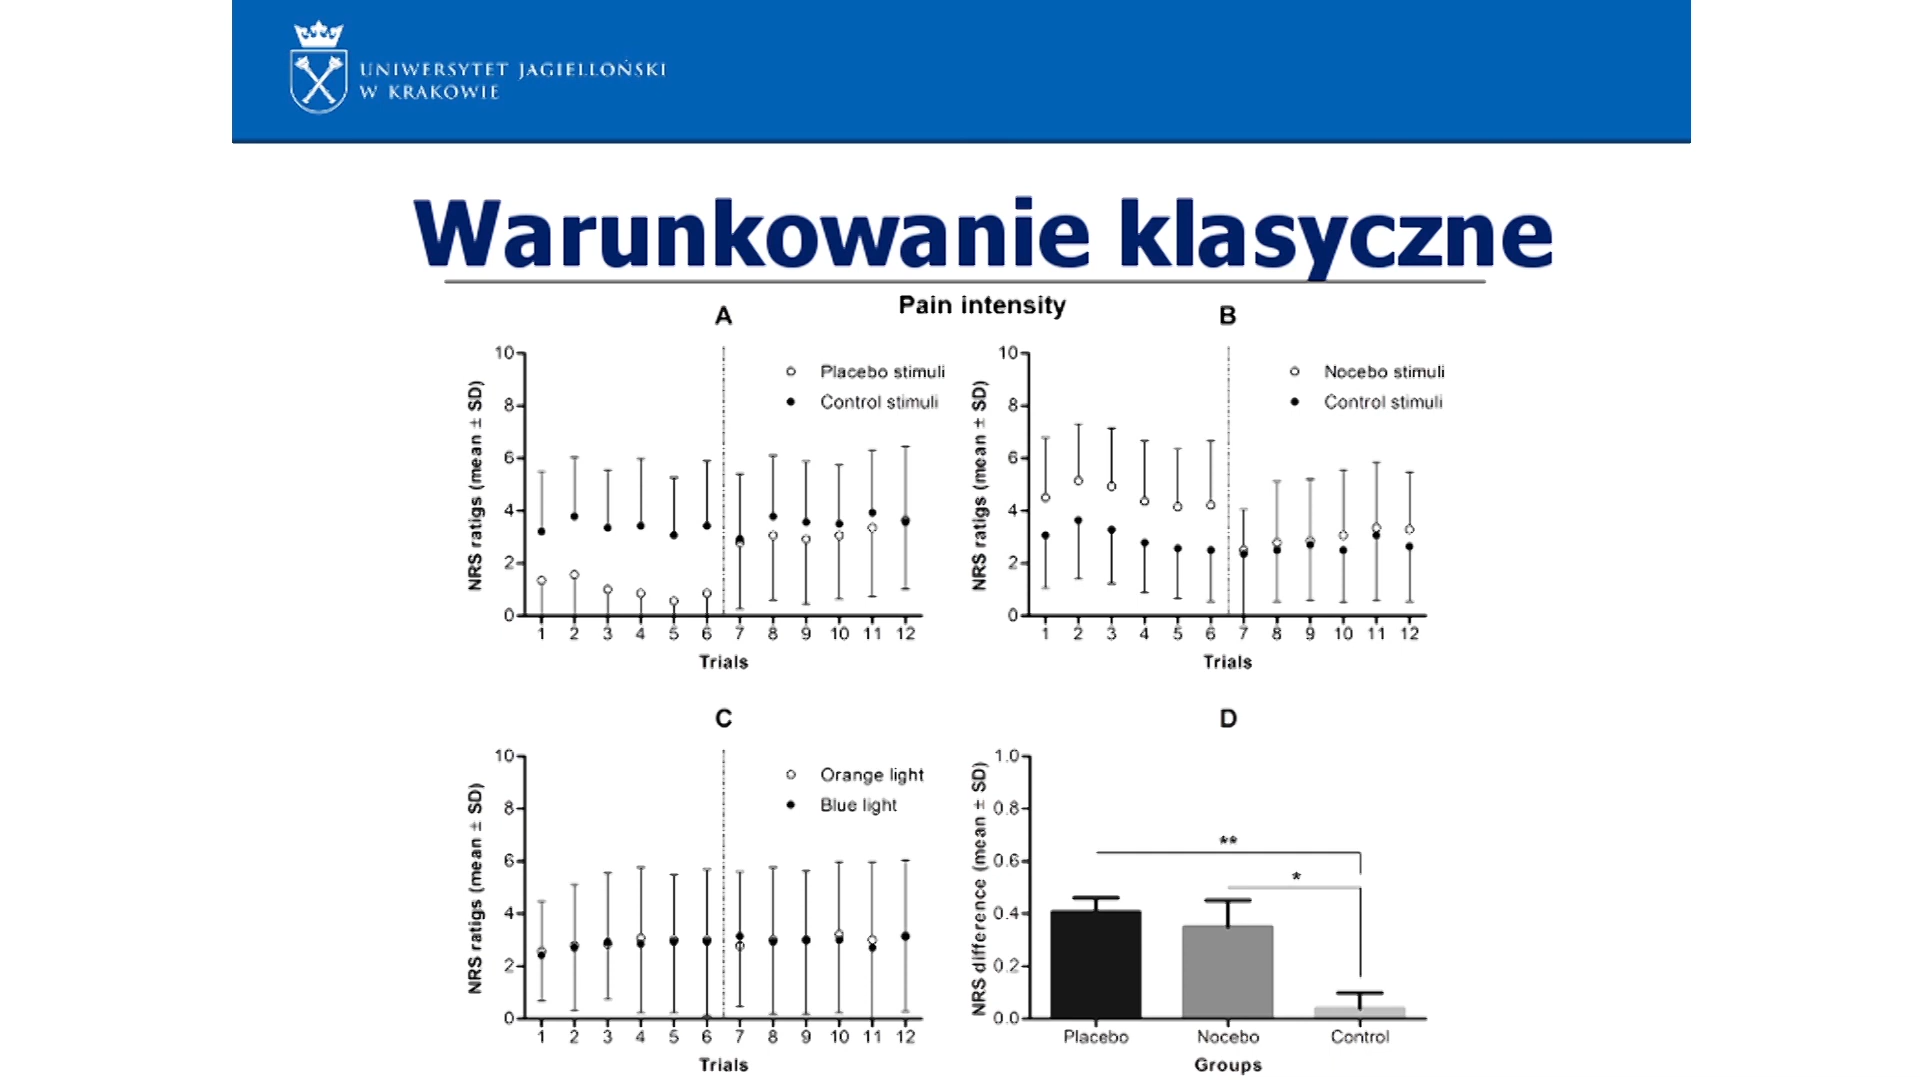 UNIWERSYTET JAGIELLOŃSKI
W KRAKOWIE
Warunkowanie klasyczne
Pain intensity
A
NRS ratigs (mean ± SD)
10
8
6
4
2
0
Placebo stimuli
Control stimuli
1 2 3 4 5 6 7 8 9 10 11 12
Trials
B
NRS ratigs (mean ± SD)
10
8
6
4
2
0
Nocebo stimuli
Control stimuli
1 2 3 4 5 6 7 8 9 10 11 12
Trials
C
NRS ratigs (mean ± SD)
10
8
6
4
2
0
Orange light
Blue light
1 2 3 4 5 6 7 8 9 10 11 12
Trials
D
NRS difference (mean ± SD)
1.0
0.8
0.6
0.4
0.2
0.0
**
*
Placebo Nocebo Control
Groups